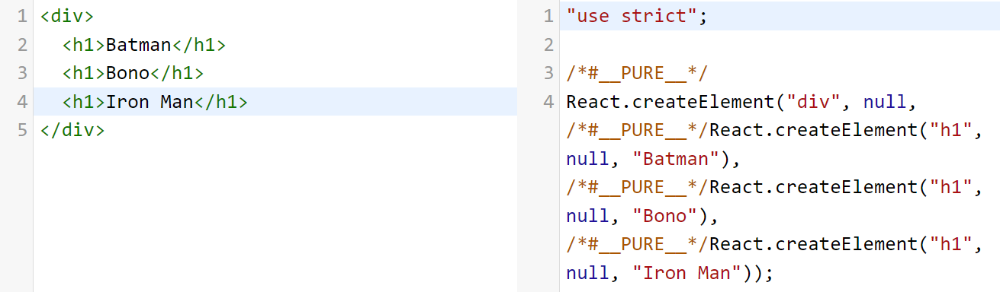 1 <div>
2   <h1>Batman</h1>
3   <h1>Bono</h1>
4   <h1>Iron Man</h1>
5 </div>
1 "use strict";
2
3 /*#__PURE__*/
4 React.createElement("div", null,
/*#__PURE__*/React.createElement("h1",
null, "Batman"),
/*#__PURE__*/React.createElement("h1",
null, "Bono"),
/*#__PURE__*/React.createElement("h1",
null, "Iron Man"));